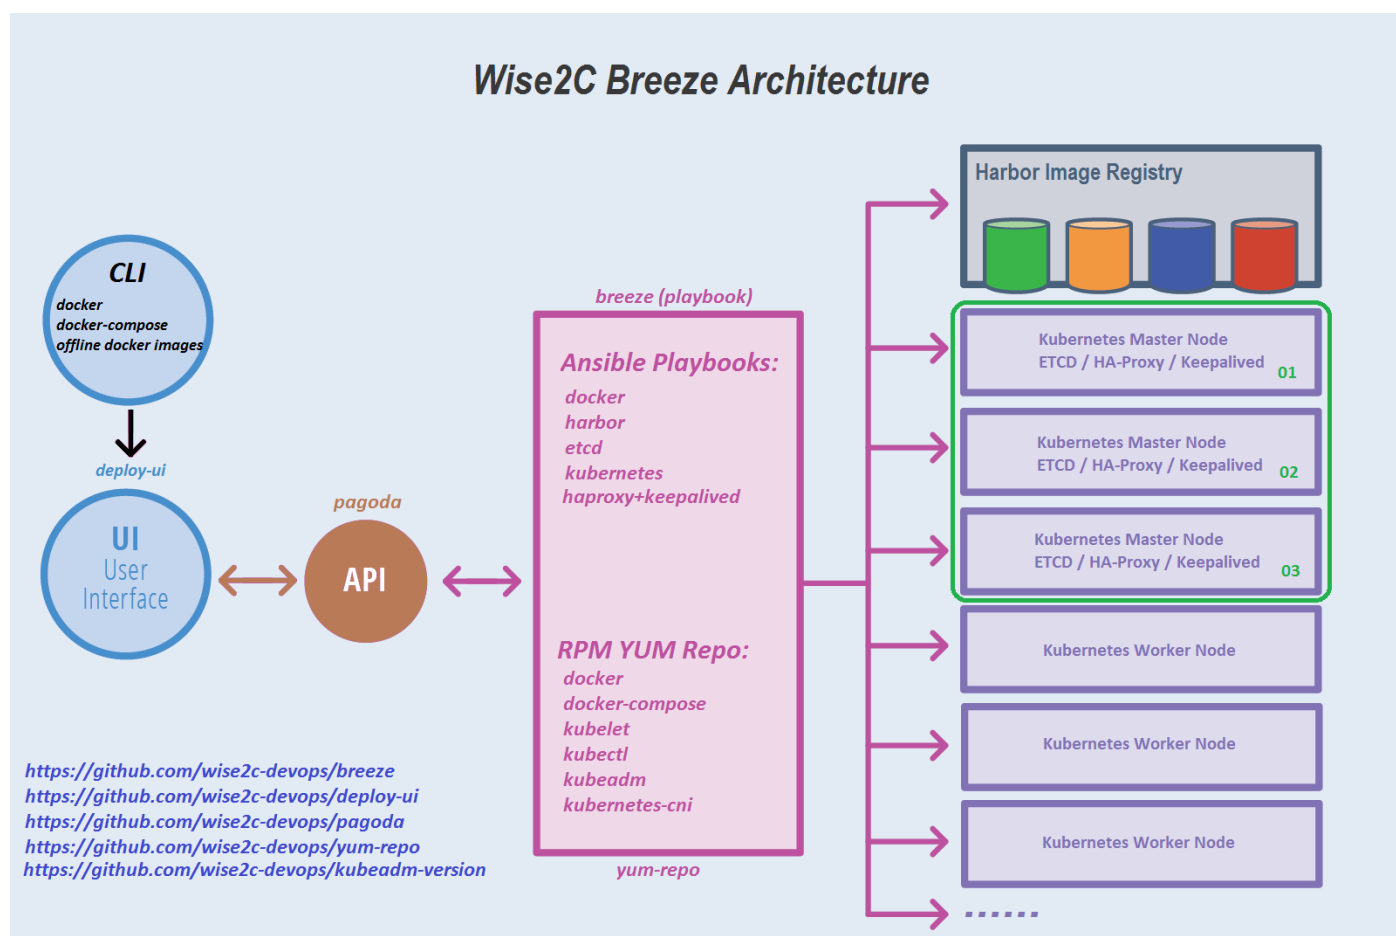 Wise2C Breeze Architecture
CLI
docker
docker-compose
offline docker images
deploy-ui
UI
User
Interface
pagoda
API
breeze (playbook)
Ansible Playbooks:
docker
harbor
etcd
kubernetes
haproxy+keepalived
RPM YUM Repo:
docker
docker-compose
kubelet
kubectl
kubeadm
kubernetes-cni
yum-repo
Harbor Image Registry
Kubernetes Master Node
ETCD / HA-Proxy / Keepalived
01
Kubernetes Master Node
ETCD / HA-Proxy / Keepalived
02
Kubernetes Master Node
ETCD / HA-Proxy / Keepalived
03
Kubernetes Worker Node
Kubernetes Worker Node
Kubernetes Worker Node
------
https://github.com/wise2c-devops/breeze
https://github.com/wise2c-devops/deploy-ui
https://github.com/wise2c-devops/pagoda
https://github.com/wise2c-devops/yum-repo
https://github.com/wise2c-devops/kubeadm-version